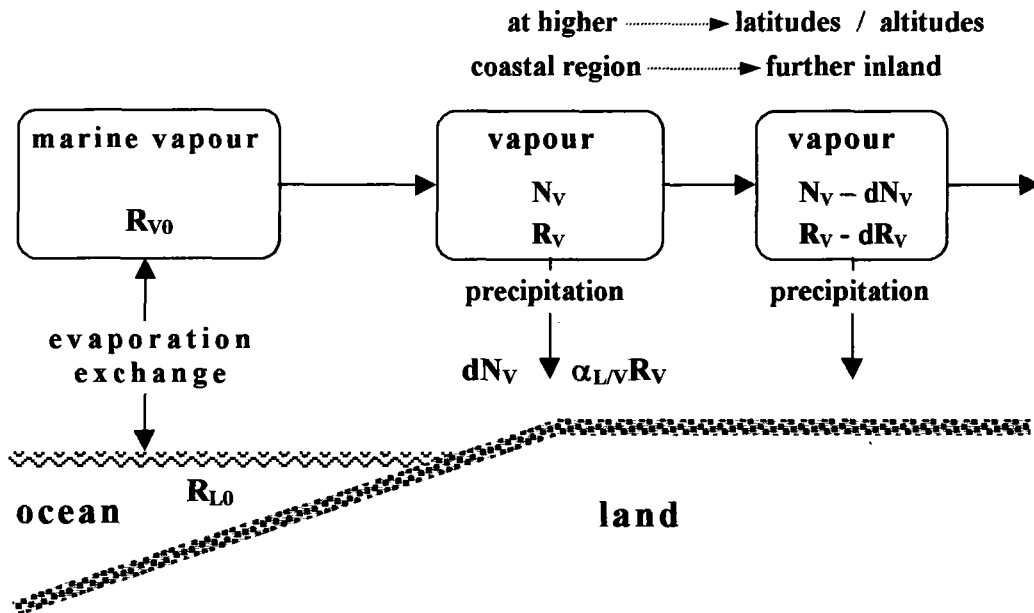 at higher → latitudes / altitudes
coastal region → further inland
marine vapour
R_V0
vapour
N_V
R_V
vapour
N_V – dN_V
R_V - dR_V
precipitation
precipitation
evaporation
exchange
dN_V α_L/V R_V
R_L0
ocean
land